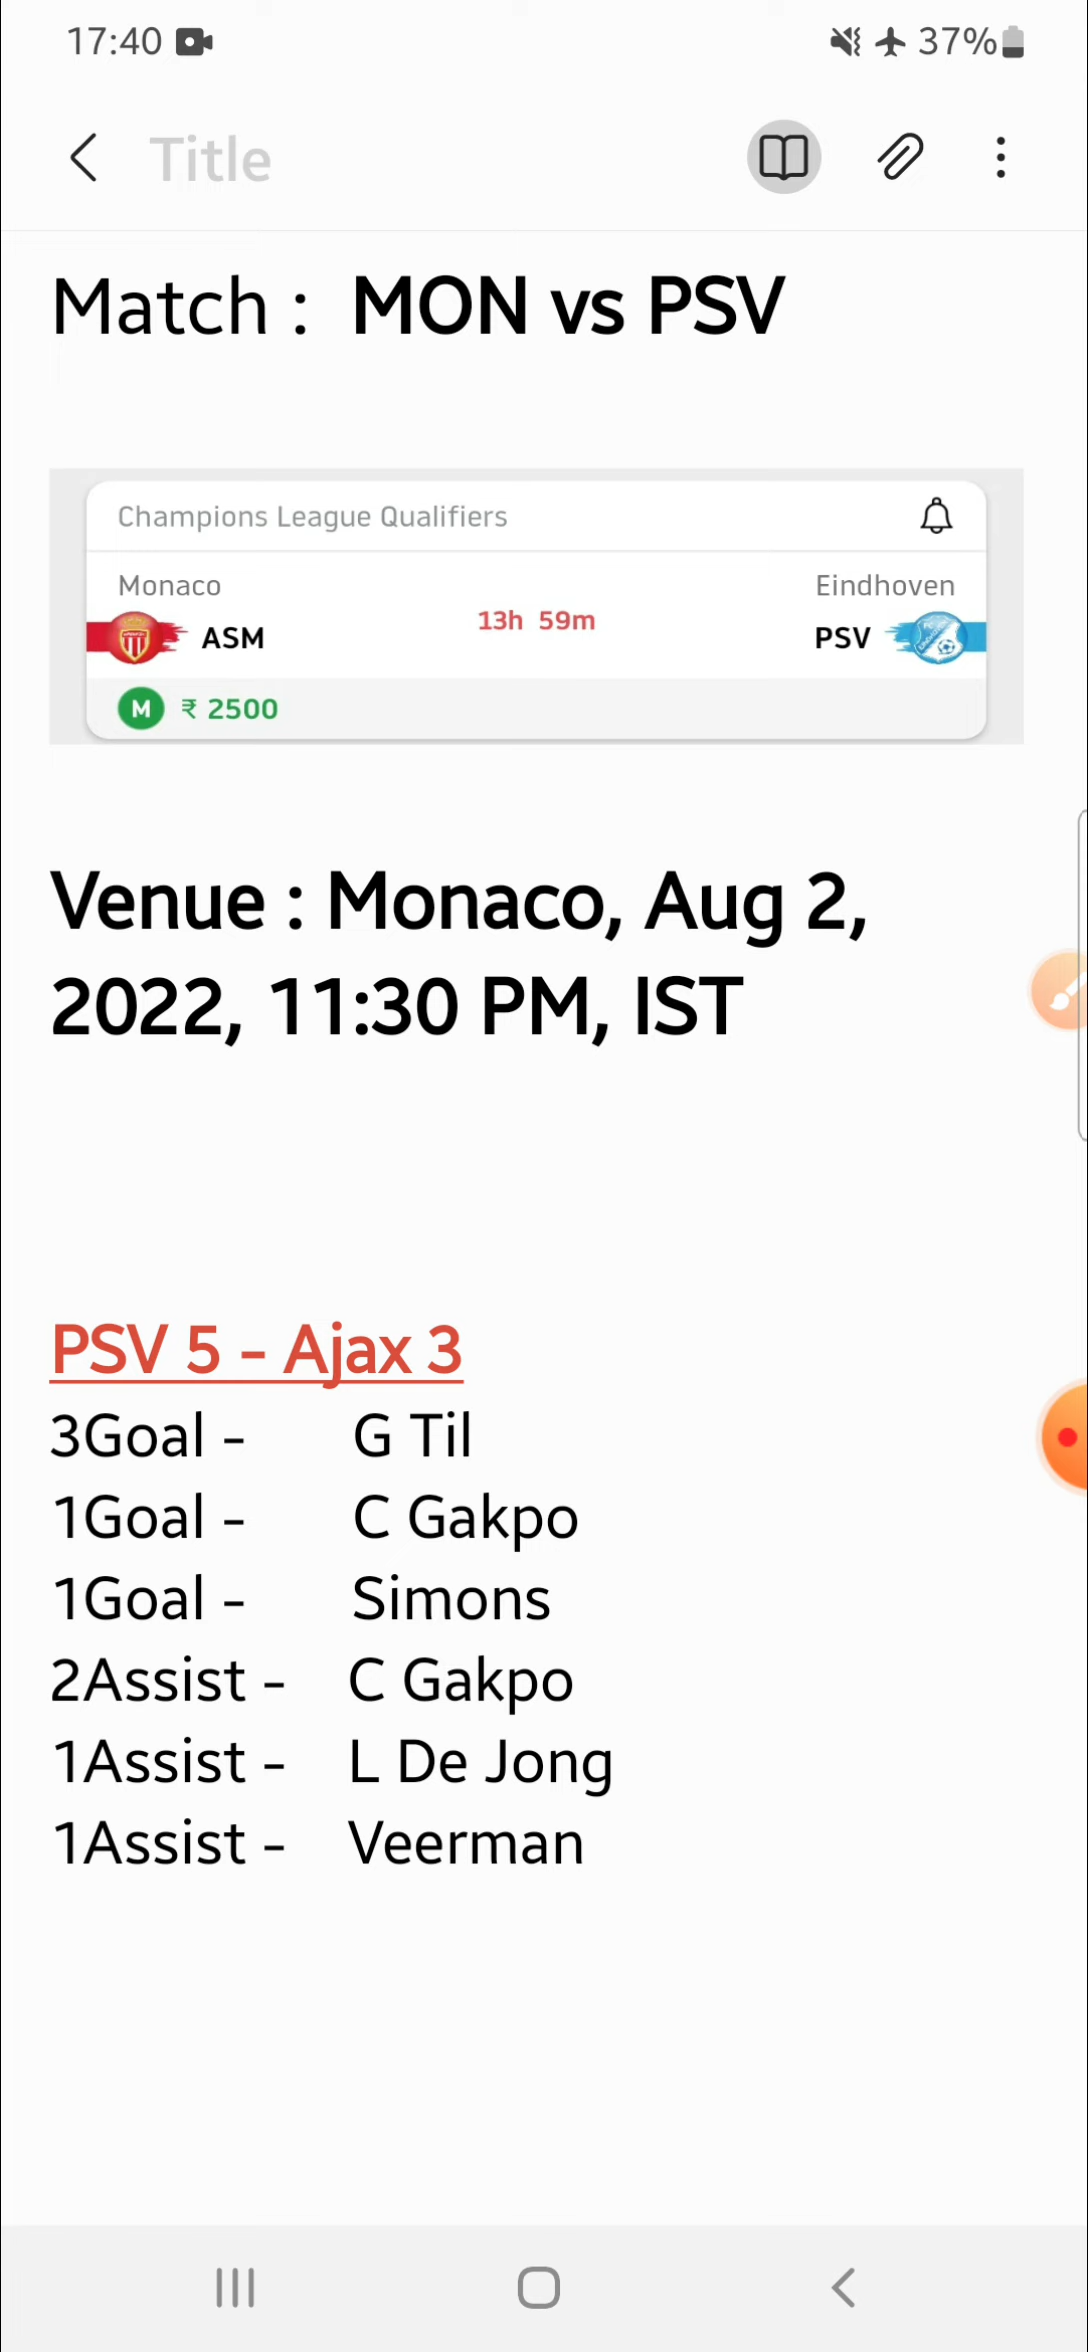 17:40 37%
Title
Match : MON vs PSV
Champions League Qualifiers
Monaco Eindhoven
ASM 13h 59m PSV
M ₹ 2500
Venue : Monaco, Aug 2,
2022, 11:30 PM, IST
PSV 5 - Ajax 3
3Goal - G Til
1Goal - C Gakpo
1Goal - Simons
2Assist - C Gakpo
1Assist - L De Jong
1Assist - Veerman